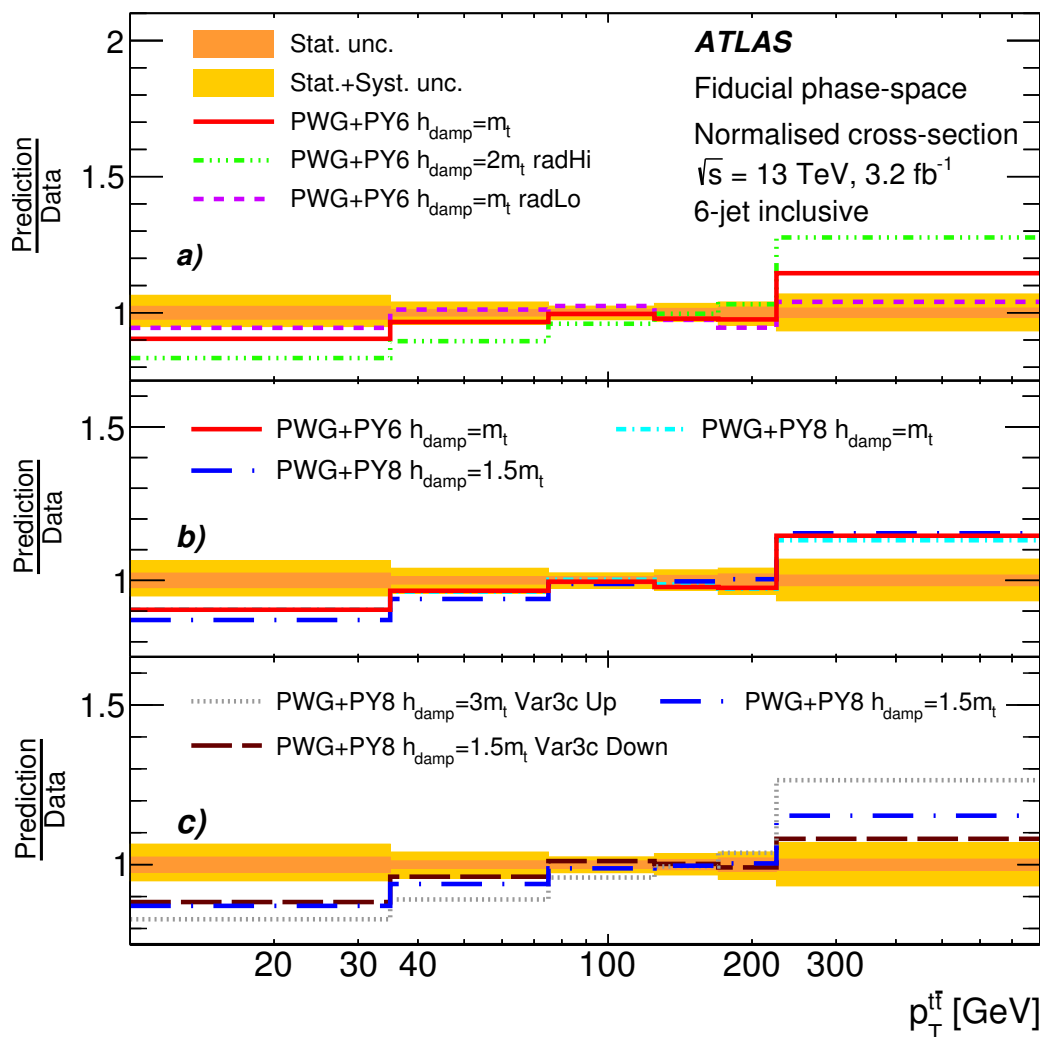 ATLAS
Fiducial phase-space
Normalised cross-section
√s = 13 TeV, 3.2 fb⁻¹
6-jet inclusive
Stat. unc.
Stat.+Syst. unc.
PWG+PY6 h_damp=m_t
PWG+PY6 h_damp=2m_t radHi
PWG+PY6 h_damp=m_t radLo
Prediction
Data
2
1.5
1
a)
PWG+PY6 h_damp=m_t
PWG+PY8 h_damp=m_t
PWG+PY8 h_damp=1.5m_t
Prediction
Data
1.5
1
b)
PWG+PY8 h_damp=3m_t Var3c Up
PWG+PY8 h_damp=1.5m_t
PWG+PY8 h_damp=1.5m_t Var3c Down
Prediction
Data
1.5
1
c)
20 30 40 100 200 300
p_T^{tt̄} [GeV]